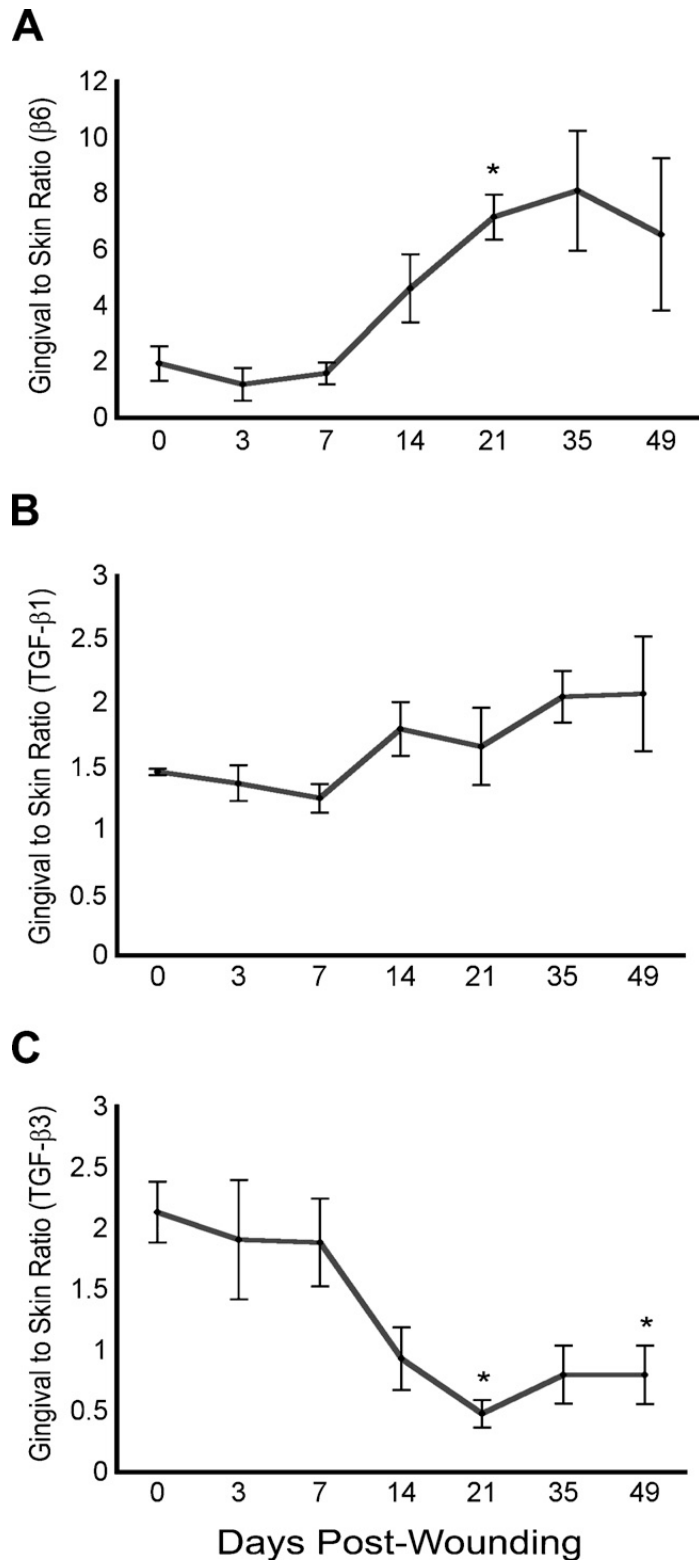 A
Gingival to Skin Ratio (β6)
12
10
8
6
4
2
0
*
0 3 7 14 21 35 49
B
Gingival to Skin Ratio (TGF-β1)
3
2.5
2
1.5
1
0.5
0
0 3 7 14 21 35 49
C
Gingival to Skin Ratio (TGF-β3)
3
2.5
2
1.5
1
0.5
0
* *
0 3 7 14 21 35 49
Days Post-Wounding